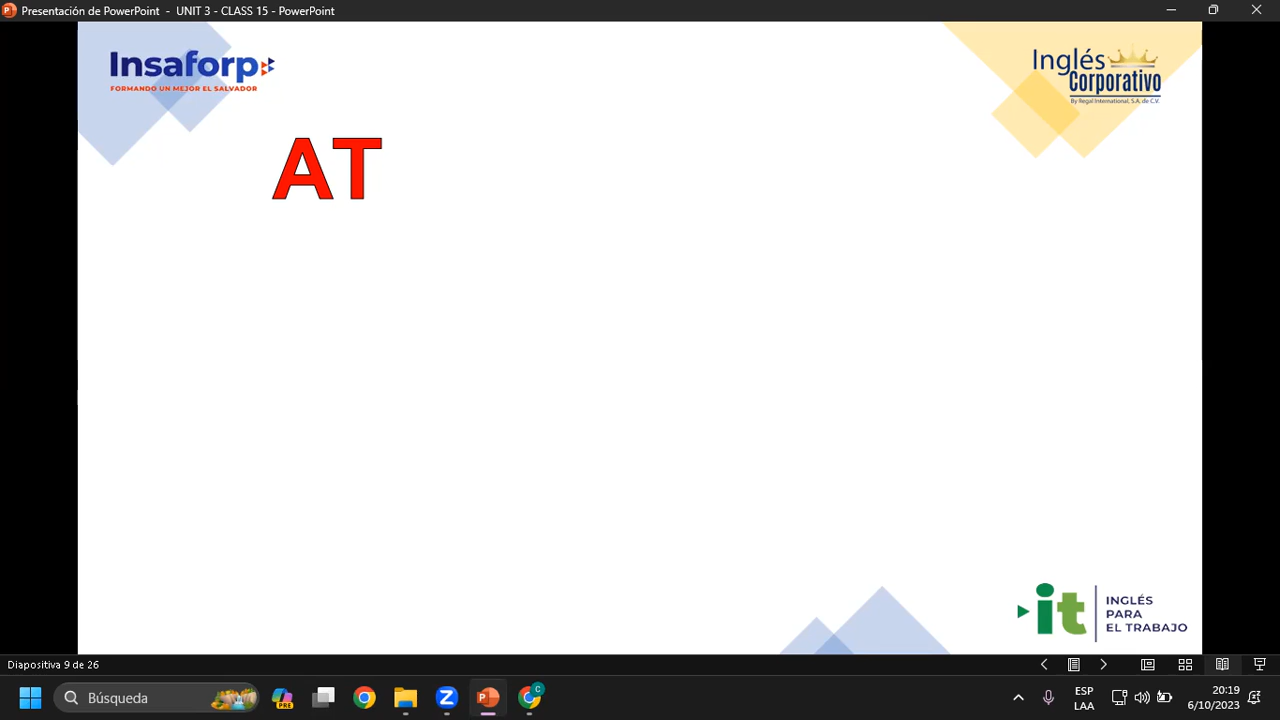 Presentación de PowerPoint - UNIT 3 - CLASS 15 - PowerPoint
Insaforp
FORMANDO UN MEJOR EL SALVADOR
Inglés
Corporativo
By Regal International, S.A. de C.V.
AT
it
INGLÉS
PARA
EL TRABAJO
Diapositiva 9 de 26
Búsqueda
PRE
C
ESP
LAA
20:19
6/10/2023